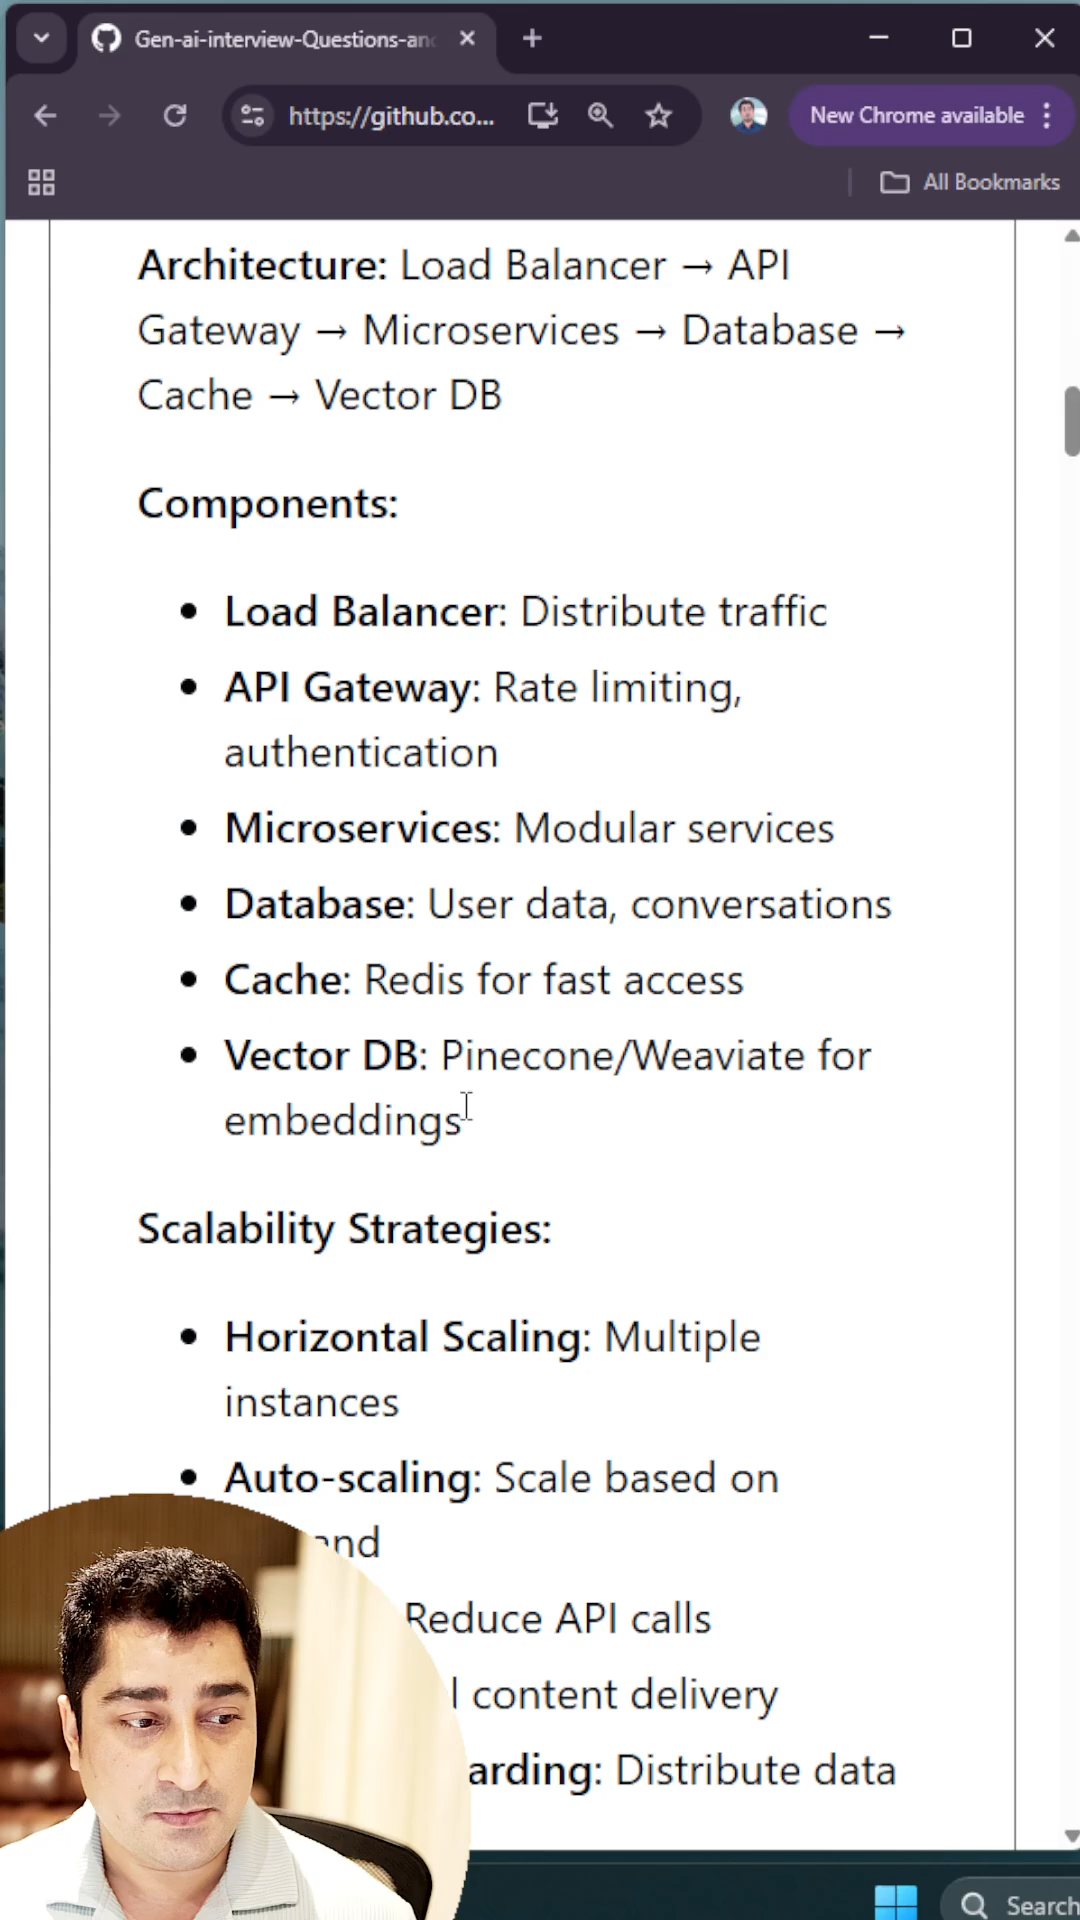 Gen-ai-interview-Questions-an
https://github.co...
New Chrome available
All Bookmarks
Architecture: Load Balancer → API
Gateway → Microservices → Database →
Cache → Vector DB
Components:
• Load Balancer: Distribute traffic
• API Gateway: Rate limiting,
authentication
• Microservices: Modular services
• Database: User data, conversations
• Cache: Redis for fast access
• Vector DB: Pinecone/Weaviate for
embeddings
Scalability Strategies:
• Horizontal Scaling: Multiple
instances
• Auto-scaling: Scale based on
and
Reduce API calls
l content delivery
arding: Distribute data
Search